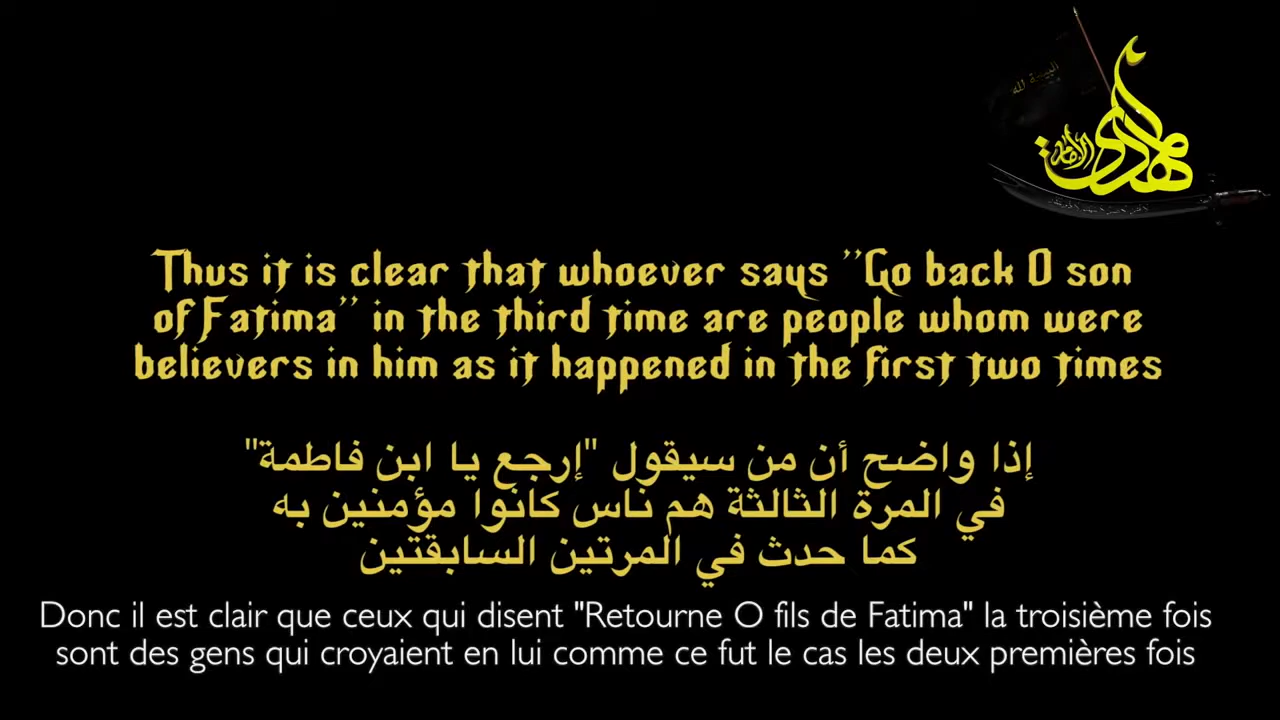 البيعة لله
الإمام
المهدي
Thus it is clear that whoever says "Go back O son
of Fatima" in the third time are people whom were
believers in him as it happened in the first two times
إذا واضح أن من سيقول "إرجع يا ابن فاطمة"
في المرة الثالثة هم ناس كانوا مؤمنين به
كما حدث في المرتين السابقتين
Donc il est clair que ceux qui disent "Retourne O fils de Fatima" la troisième fois
sont des gens qui croyaient en lui comme ce fut le cas les deux premières fois